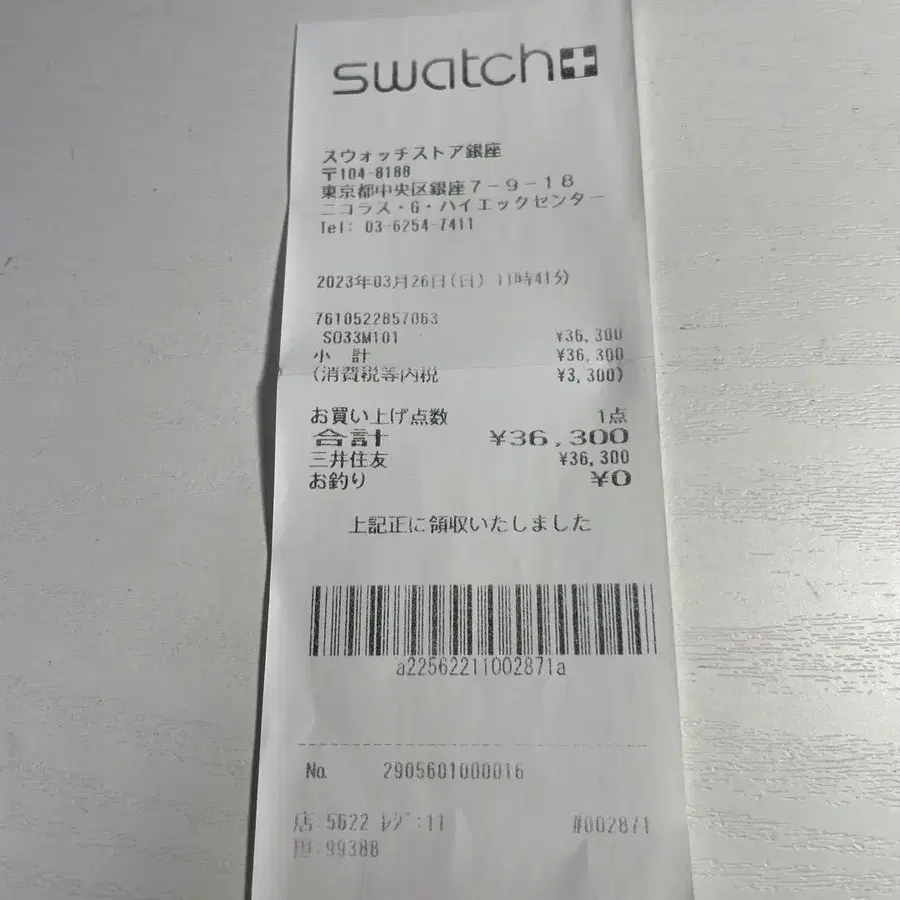 swatch
スウォッチストア銀座
〒104-8188
東京都中央区銀座7-9-18
ニコラス・G・ハイエックセンター
Tel: 03-6254-7411
2023年03月26日(日) 11時41分
7610522857063
SO33M101 ¥36,300
小 計 ¥36,300
(消費税等内税 ¥3,300)
お買い上げ点数 1点
合計 ¥36,300
三井住友 ¥36,300
お釣り ¥0
上記正に領収いたしました
a22562211002871a
No. 2905601000016
店:5622 レジ:11 #002871
担:99388